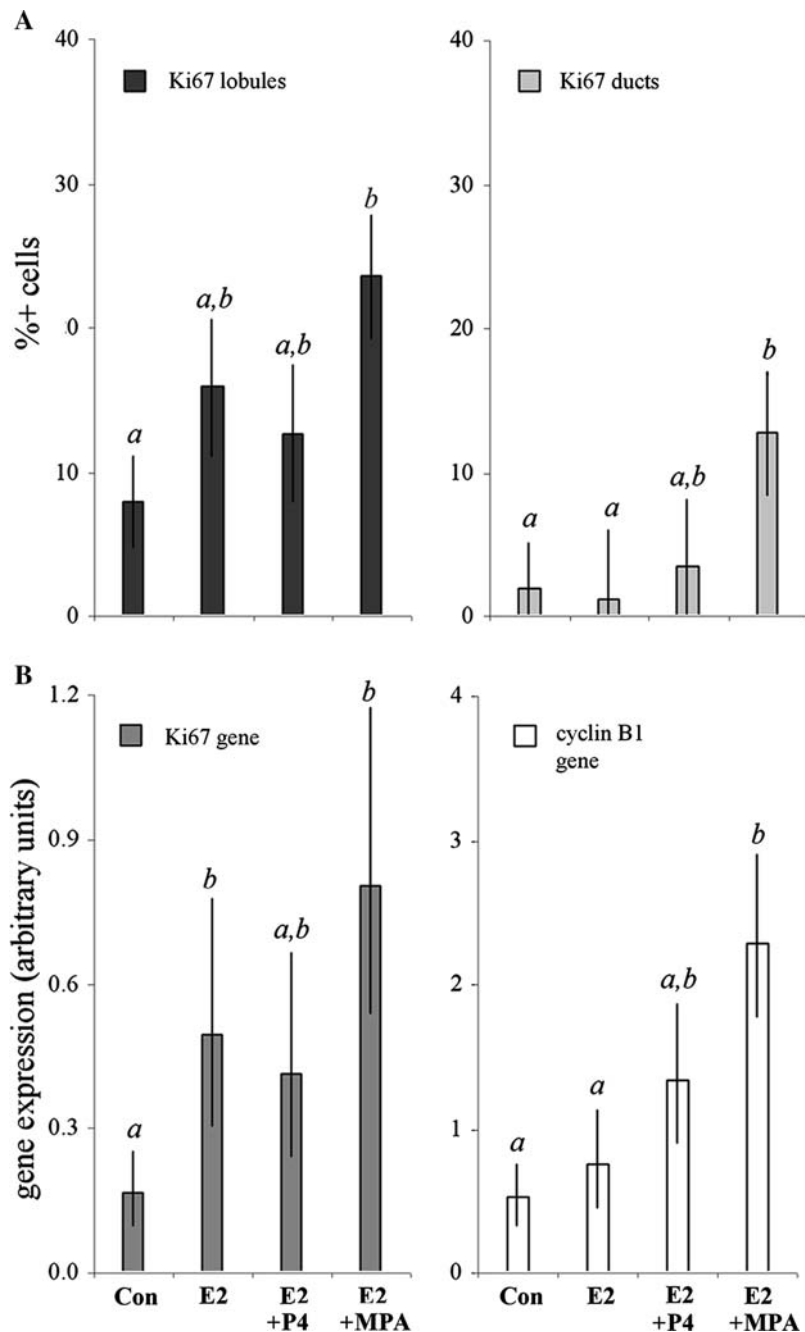 A
40
40
Ki67 lobules
Ki67 ducts
30
30
b
%+ cells
a,b
20
:0
a,b
b
a
10
10
a,b
a
a
0
0
B
1.2
4
b
Ki67 gene
cyclin B1
gene
gene expression (arbitrary units)
0.9
3
b
b
a,b
0.6
2
a,b
0.3
1
a
a
a
0.0
0
Con
E2
E2
+P4
E2
+MPA
Con
E2
E2
+P4
E2
+MPA